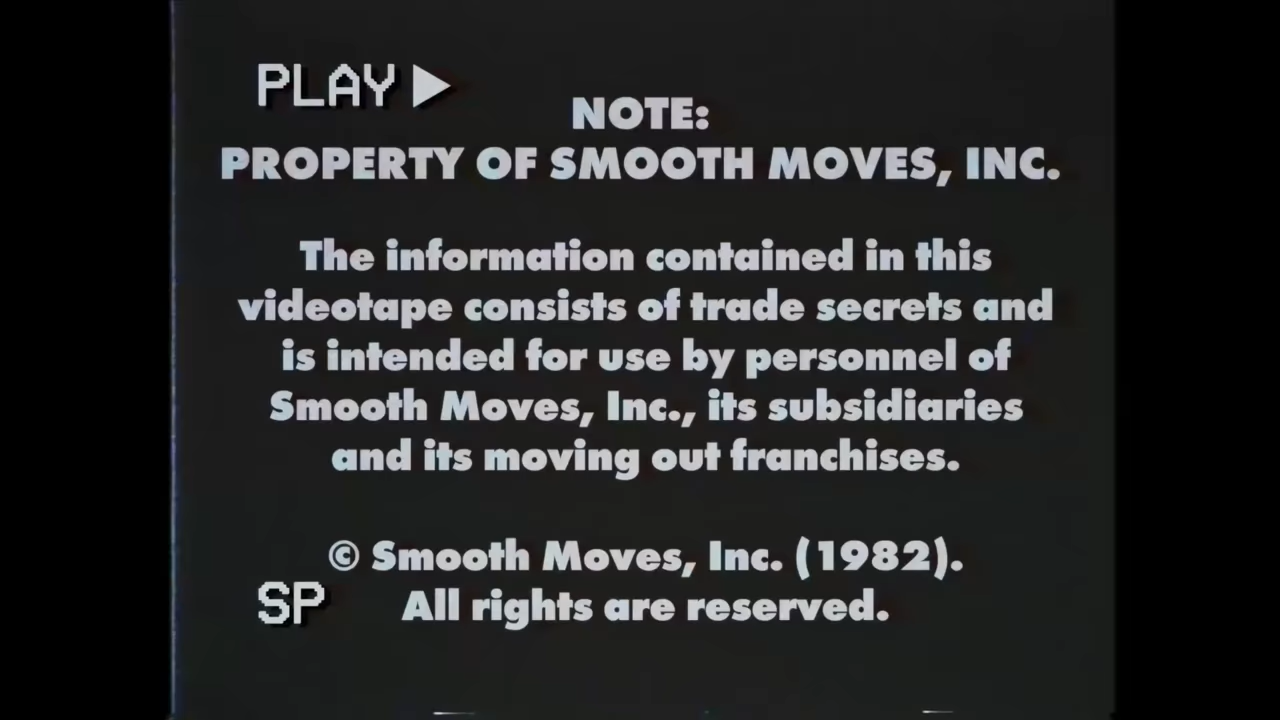 PLAY ▶
NOTE:
PROPERTY OF SMOOTH MOVES, INC.
The information contained in this
videotape consists of trade secrets and
is intended for use by personnel of
Smooth Moves, Inc., its subsidiaries
and its moving out franchises.
© Smooth Moves, Inc. (1982).
All rights are reserved.
SP